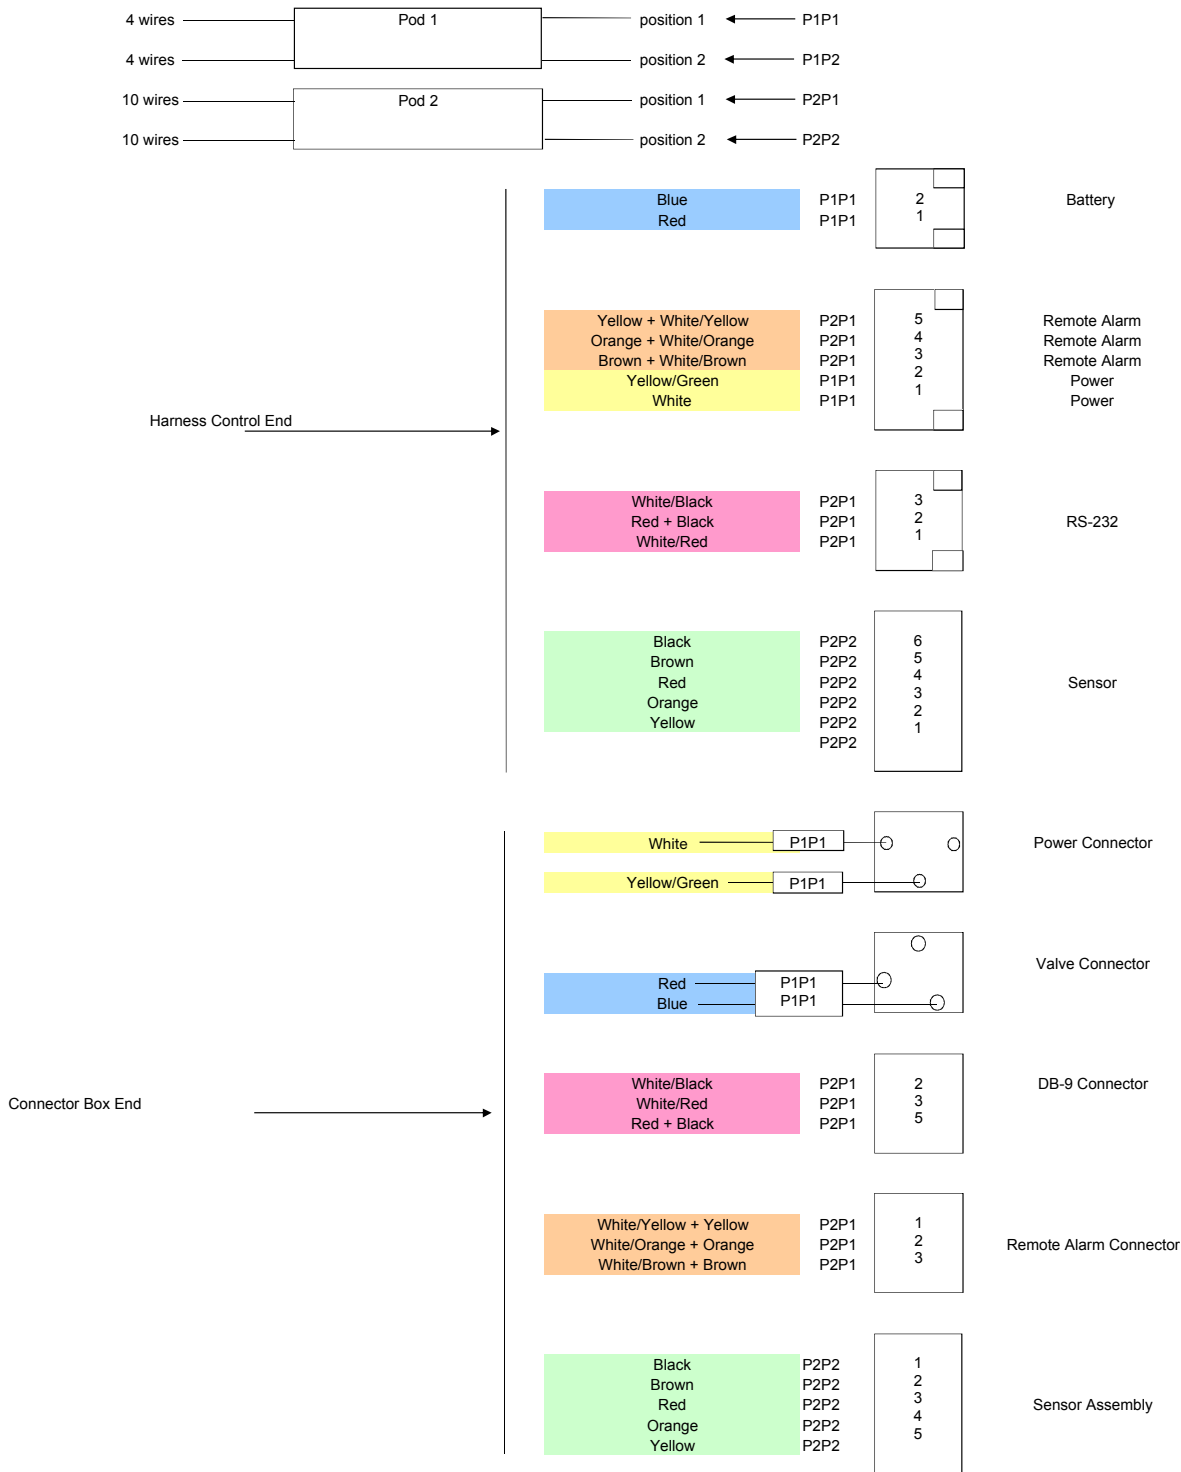 4 wires Pod 1 position 1 P1P1
4 wires position 2 P1P2
10 wires Pod 2 position 1 P2P1
10 wires position 2 P2P2
Blue P1P1 2 Battery
Red P1P1 1
Yellow + White/Yellow P2P1 5 Remote Alarm
Orange + White/Orange P2P1 4 Remote Alarm
Brown + White/Brown P2P1 3 Remote Alarm
Yellow/Green P1P1 2 Power
White P1P1 1 Power
Harness Control End
White/Black P2P1 3
Red + Black P2P1 2 RS-232
White/Red P2P1 1
Black P2P2 6
Brown P2P2 5
Red P2P2 4 Sensor
Orange P2P2 3
Yellow P2P2 2
P2P2 1
White P1P1 Power Connector
Yellow/Green P1P1
Valve Connector
Red P1P1
Blue P1P1
White/Black P2P1 2 DB-9 Connector
Connector Box End White/Red P2P1 3
Red + Black P2P1 5
White/Yellow + Yellow P2P1 1
White/Orange + Orange P2P1 2 Remote Alarm Connector
White/Brown + Brown P2P1 3
Black P2P2 1
Brown P2P2 2
Red P2P2 3 Sensor Assembly
Orange P2P2 4
Yellow P2P2 5